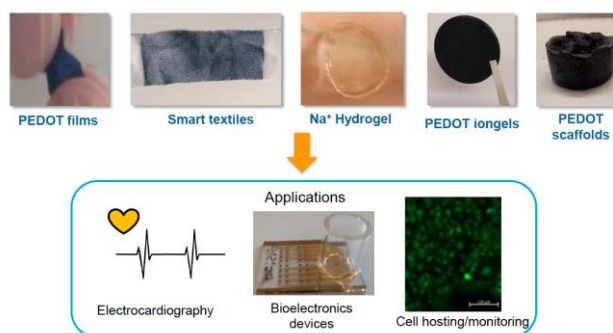 PEDOT films
Smart textiles
Na⁺ Hydrogel
PEDOT iongels
PEDOT
scaffolds
Applications
Electrocardiography
Bioelectronics
devices
Cell hosting/monitoring